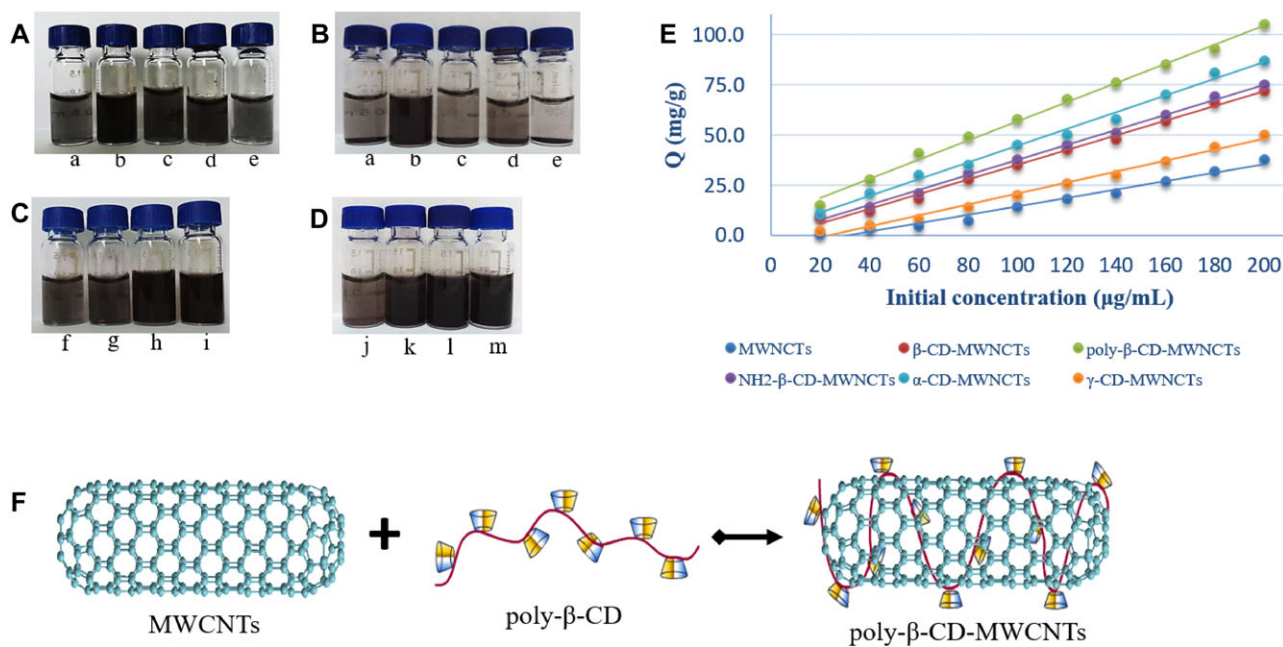 A
a b c d e
B
a b c d e
C
f g h i
D
j k l m
E
Q (mg/g)
100.0
75.0
50.0
25.0
0.0
0 20 40 60 80 100 120 140 160 180 200
Initial concentration (μg/mL)
MWNCTs β-CD-MWNCTs poly-β-CD-MWNCTs
NH2-β-CD-MWNCTs α-CD-MWNCTs γ-CD-MWNCTs
F
+
MWCNTs
poly-β-CD
poly-β-CD-MWCNTs